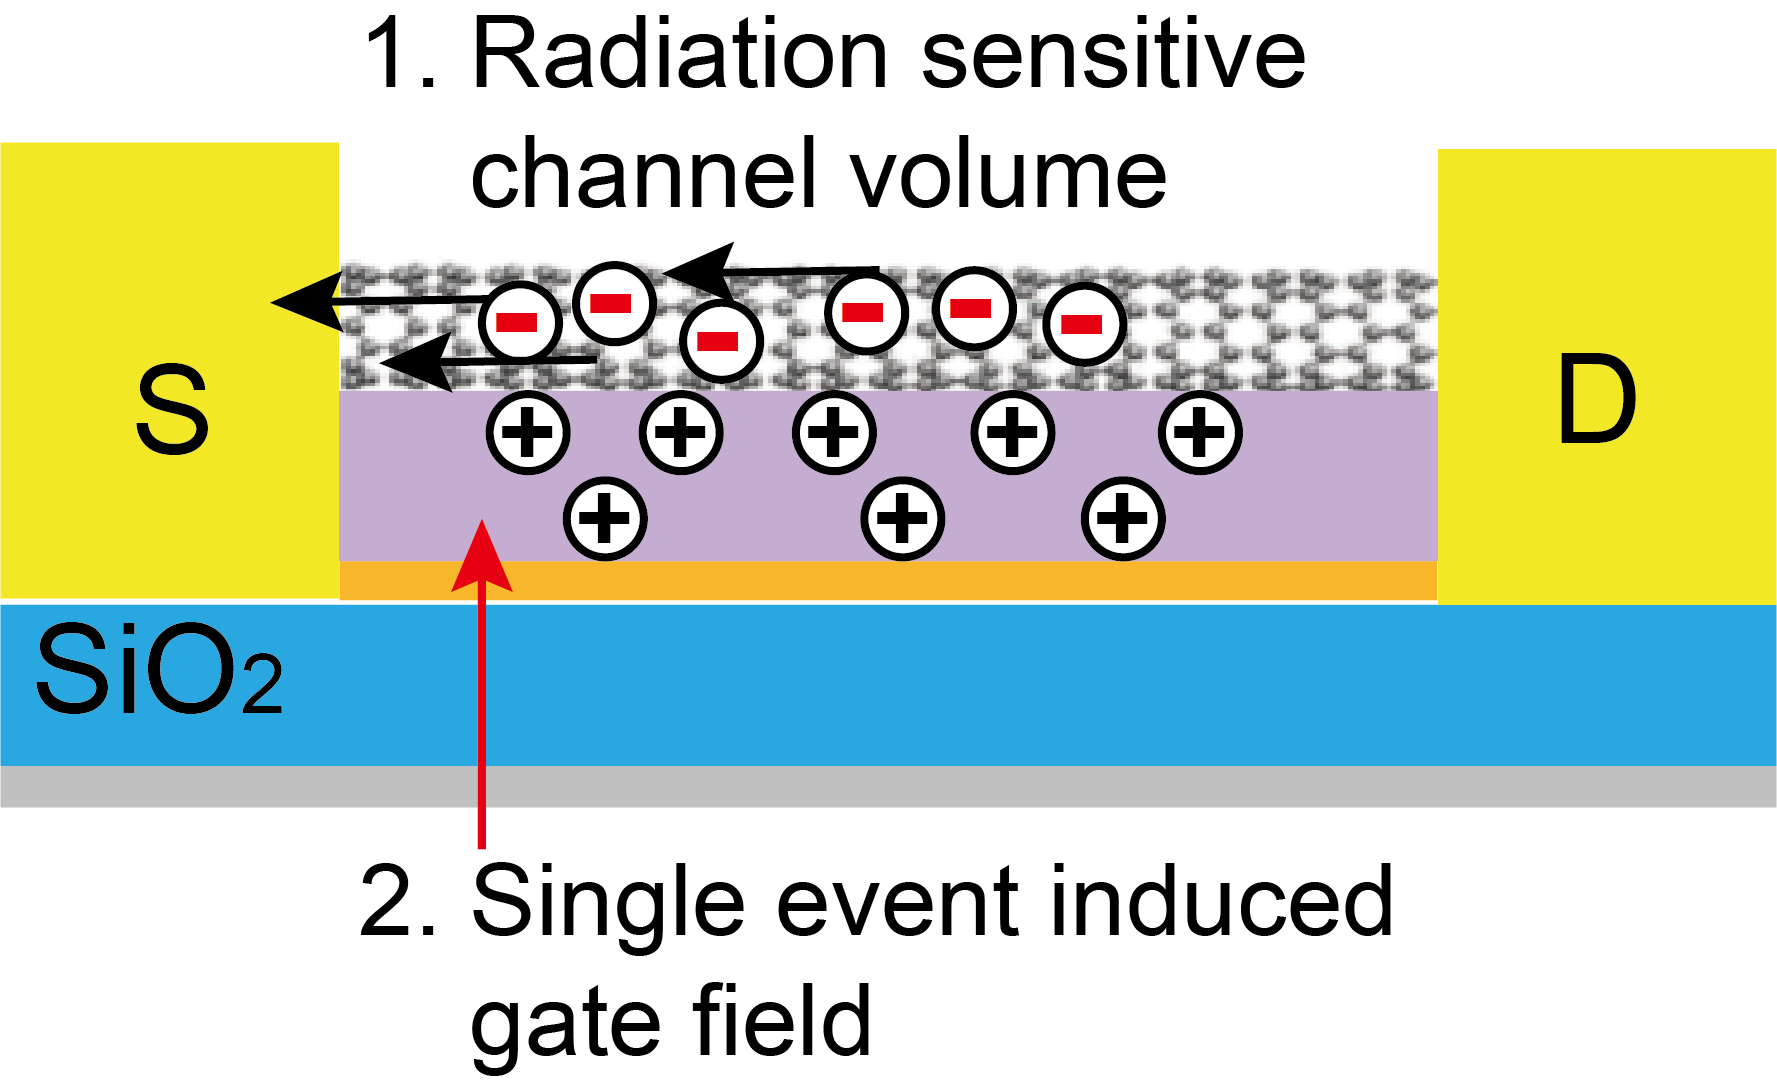 1. Radiation sensitive
channel volume
S
D
SiO2
2. Single event induced
gate field